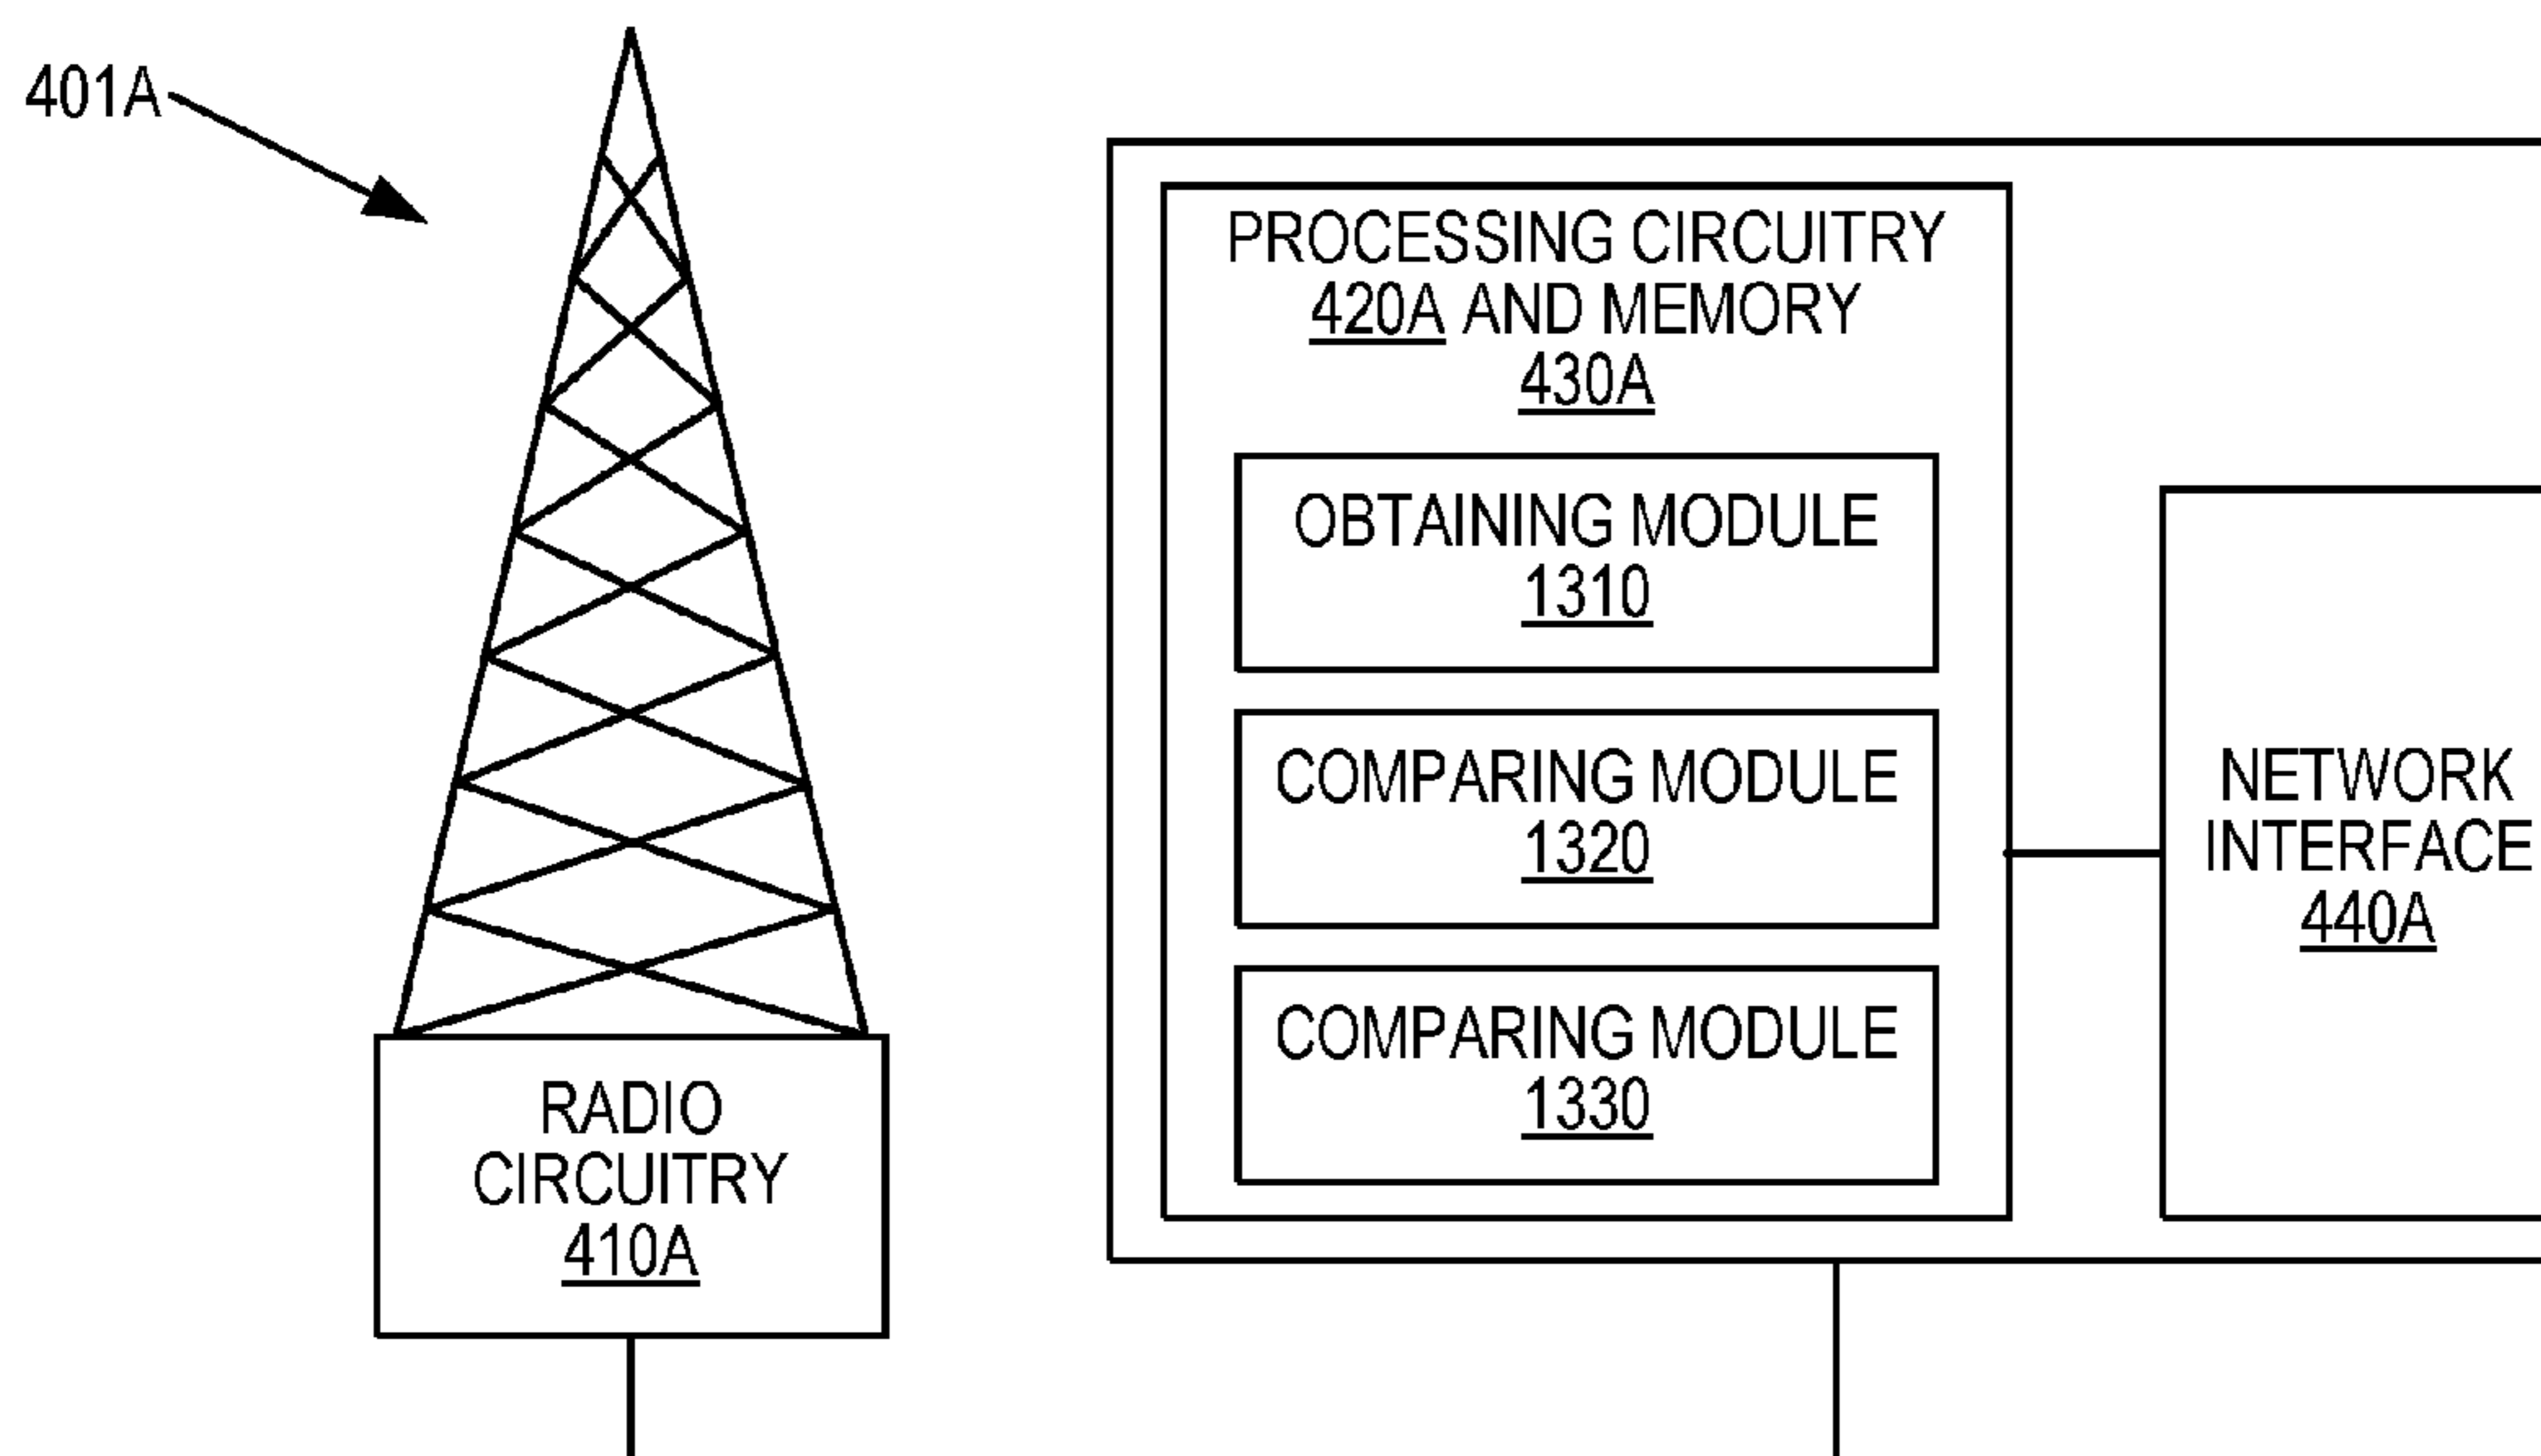 401A
PROCESSING CIRCUITRY
420A AND MEMORY
430A
OBTAINING MODULE
1310
COMPARING MODULE
1320
COMPARING MODULE
1330
NETWORK
INTERFACE
440A
RADIO
CIRCUITRY
410A